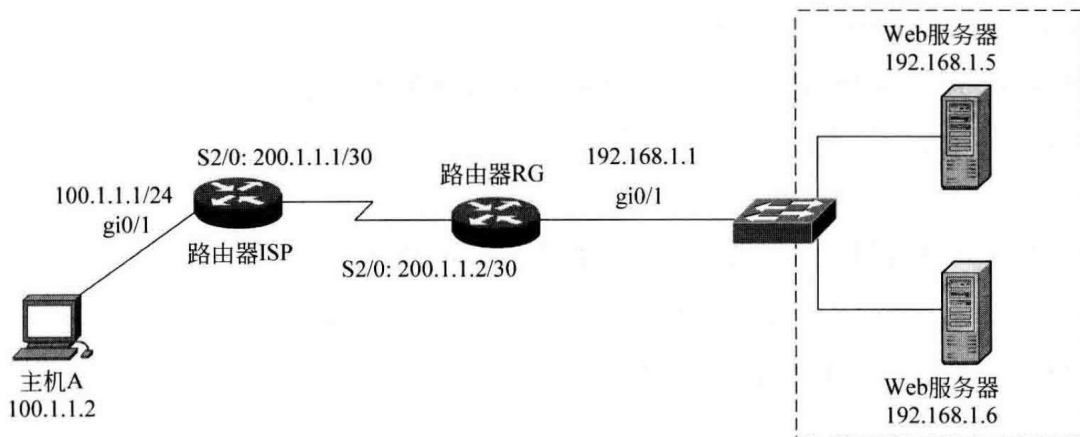 Web服务器
192.168.1.5
S2/0: 200.1.1.1/30
192.168.1.1
路由器RG
100.1.1.1/24
gi0/1
gi0/1
路由器ISP
S2/0: 200.1.1.2/30
主机A
100.1.1.2
Web服务器
192.168.1.6